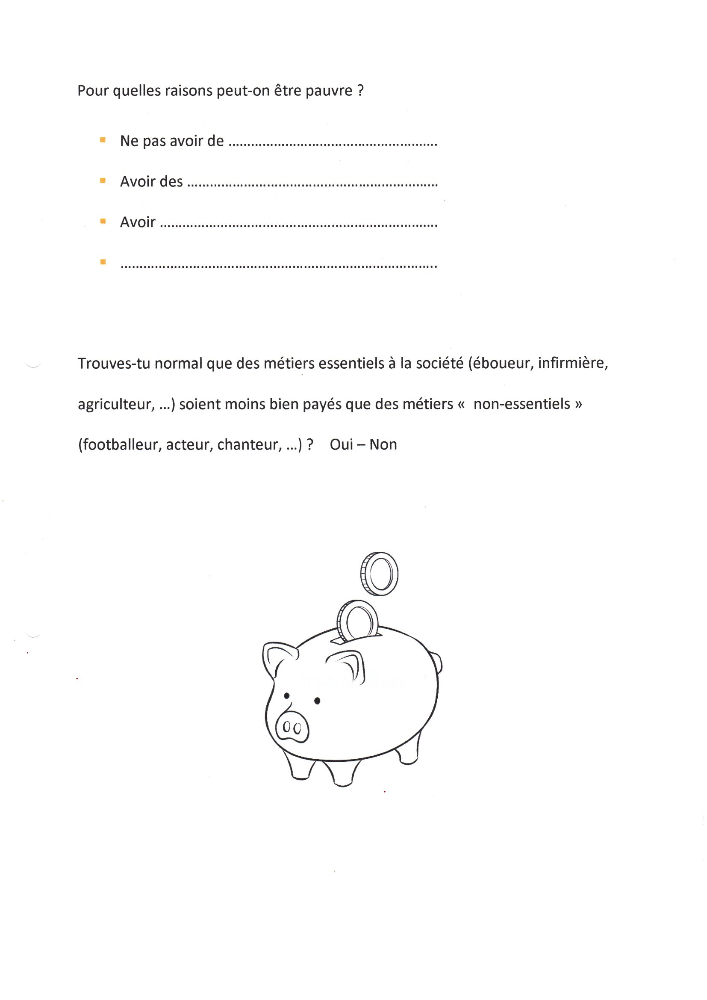 Pour quelles raisons peut-on être pauvre ?
▪ Ne pas avoir de ......................................................
▪ Avoir des .................................................................
▪ Avoir ........................................................................
▪ ..................................................................................
Trouves-tu normal que des métiers essentiels à la société (éboueur, infirmière,
agriculteur, ...) soient moins bien payés que des métiers «  non-essentiels »
(footballeur, acteur, chanteur, ...) ?    Oui – Non